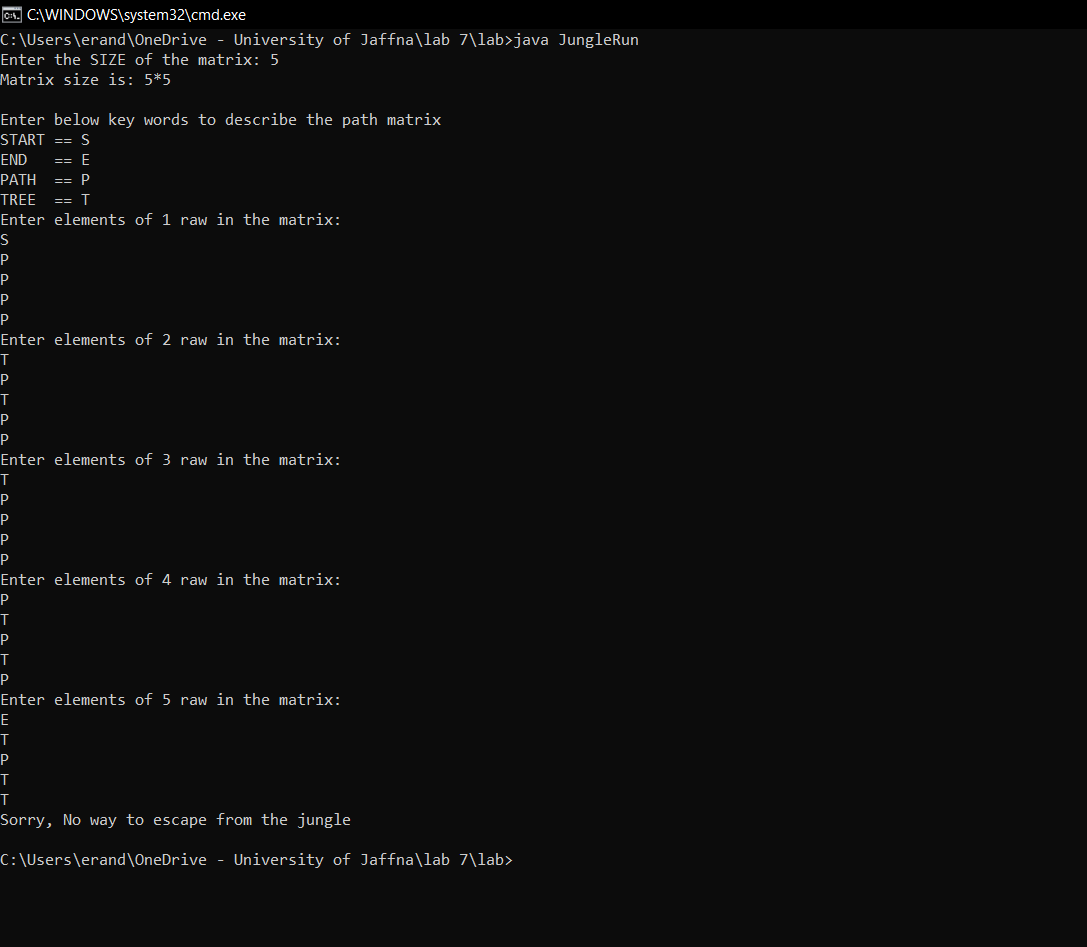 C:\WINDOWS\system32\cmd.exe
C:\Users\erand\OneDrive - University of Jaffna\lab 7\lab>java JungleRun
Enter the SIZE of the matrix: 5
Matrix size is: 5*5
Enter below key words to describe the path matrix
START == S
END   == E
PATH  == P
TREE  == T
Enter elements of 1 raw in the matrix:
S
P
P
P
P
Enter elements of 2 raw in the matrix:
T
P
T
P
P
Enter elements of 3 raw in the matrix:
T
P
P
P
P
Enter elements of 4 raw in the matrix:
P
T
P
T
P
Enter elements of 5 raw in the matrix:
E
T
P
T
T
Sorry, No way to escape from the jungle
C:\Users\erand\OneDrive - University of Jaffna\lab 7\lab>